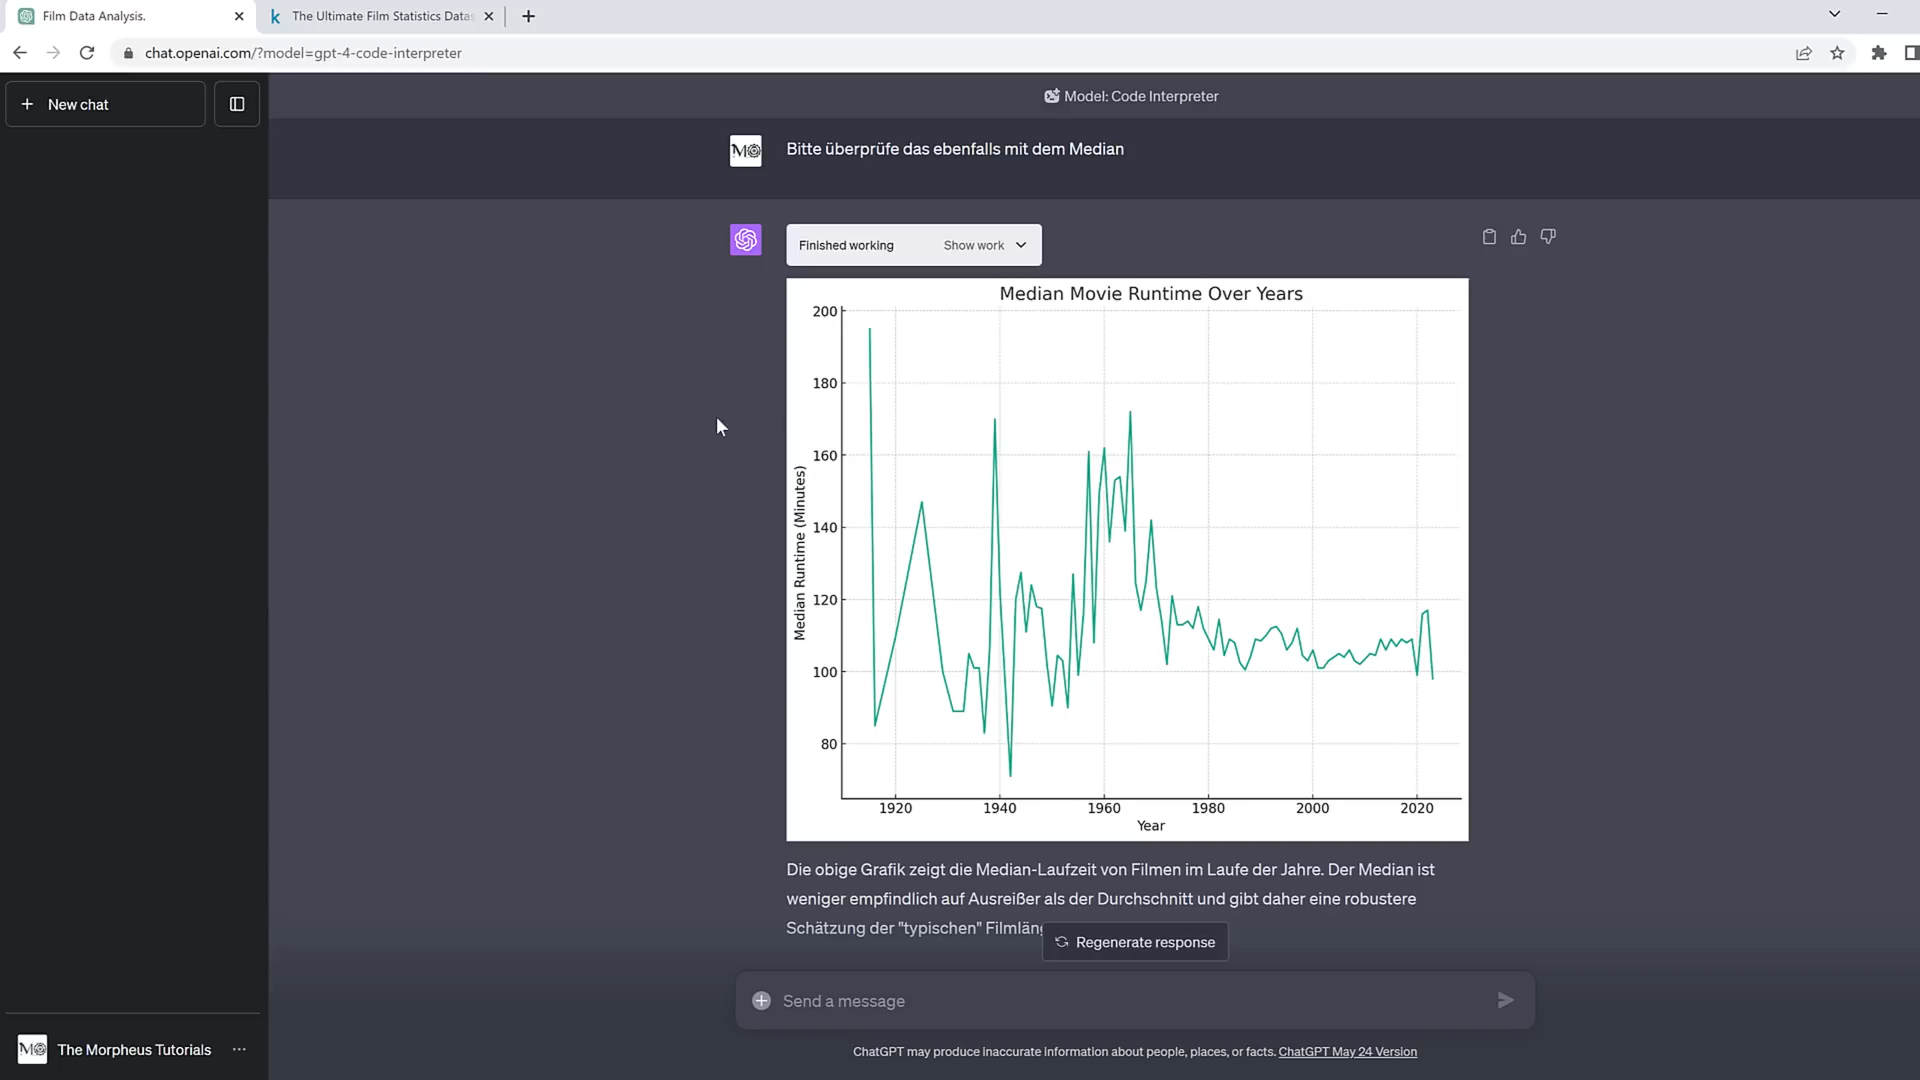 Film Data Analysis.
The Ultimate Film Statistics Datas
chat.openai.com/?model=gpt-4-code-interpreter
New chat
Model: Code Interpreter
Bitte überprüfe das ebenfalls mit dem Median
Finished working Show work
Median Movie Runtime Over Years
200
180
160
140
120
100
80
Median Runtime (Minutes)
1920 1940 1960 1980 2000 2020
Year
Die obige Grafik zeigt die Median-Laufzeit von Filmen im Laufe der Jahre. Der Median ist
weniger empfindlich auf Ausreißer als der Durchschnitt und gibt daher eine robustere
Schätzung der "typischen" Filmläng
Regenerate response
Send a message
The Morpheus Tutorials
ChatGPT may produce inaccurate information about people, places, or facts. ChatGPT May 24 Version